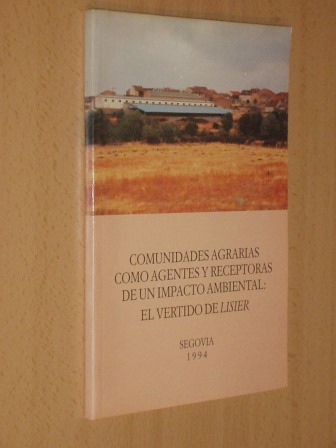 COMUNIDADES AGRARIAS
COMO AGENTES Y RECEPTORAS
DE UN IMPACTO AMBIENTAL:
EL VERTIDO DE LISIER
SEGOVIA
1994